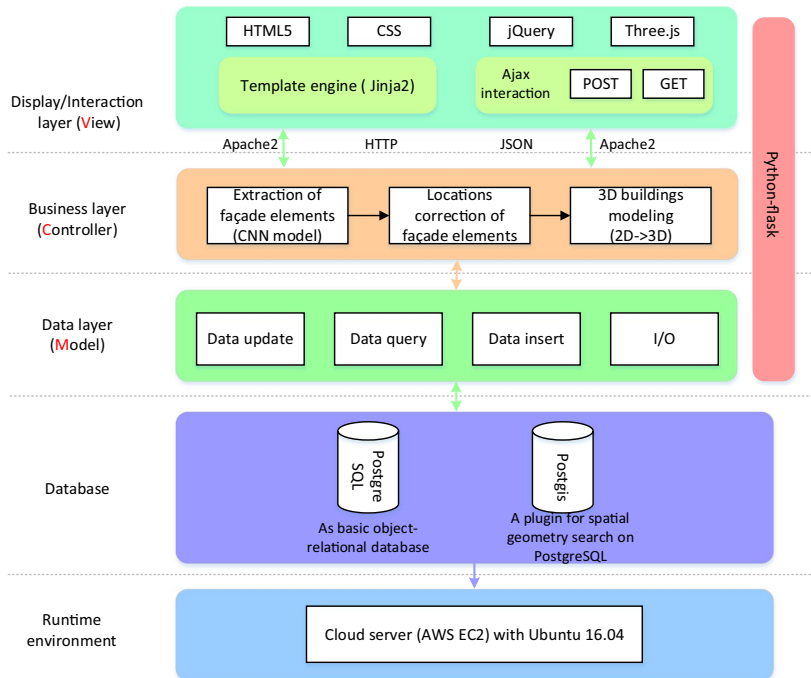 HTML5
CSS
jQuery
Three.js
Template engine ( Jinja2)
Ajax
interaction
POST
GET
Display/Interaction
layer (View)
Apache2
HTTP
JSON
Apache2
Python-flask
Business layer
(Controller)
Extraction of
façade elements
(CNN model)
Locations
correction of
façade elements
3D buildings
modeling
(2D->3D)
Data layer
(Model)
Data update
Data query
Data insert
I/O
Database
Postgre
SQL
As basic object-
relational database
Postgis
A plugin for spatial
geometry search on
PostgreSQL
Runtime
environment
Cloud server (AWS EC2) with Ubuntu 16.04